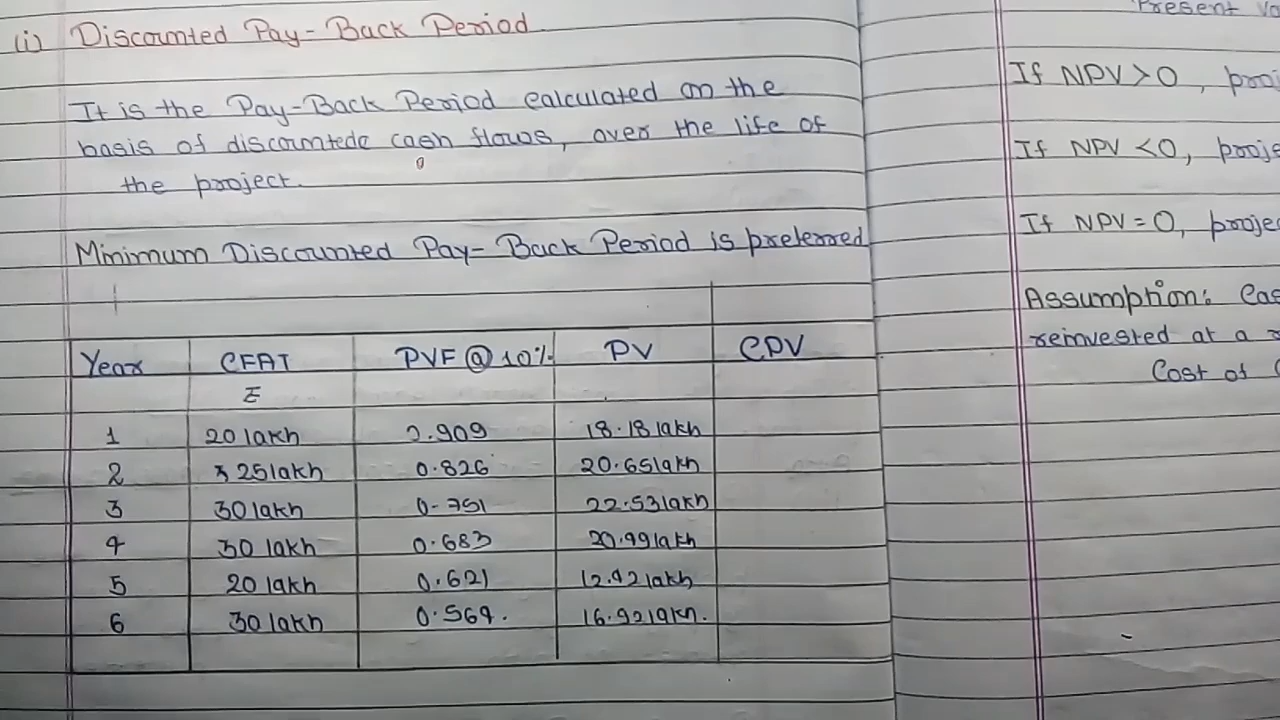 (i) Discounted Pay-Back Period
It is the Pay-Back Period calculated on the
basis of discountede cash flows, over the life of
the project.
Minimum Discounted Pay-Back Period is preferred
Year CFAT PVF @ 10% PV CPV
₹
1 20 lakh 0.909 18.18 lakh
2 25 lakh 0.826 20.65 lakh
3 30 lakh 0.751 22.53 lakh
4 30 lakh 0.683 20.49 lakh
5 20 lakh 0.621 12.42 lakh
6 30 lakh 0.564. 16.92 lakh.
Present
If NPV>0,
If NPV <0,
If NPV = 0,
Assumption:
reinvested at a
Cost of